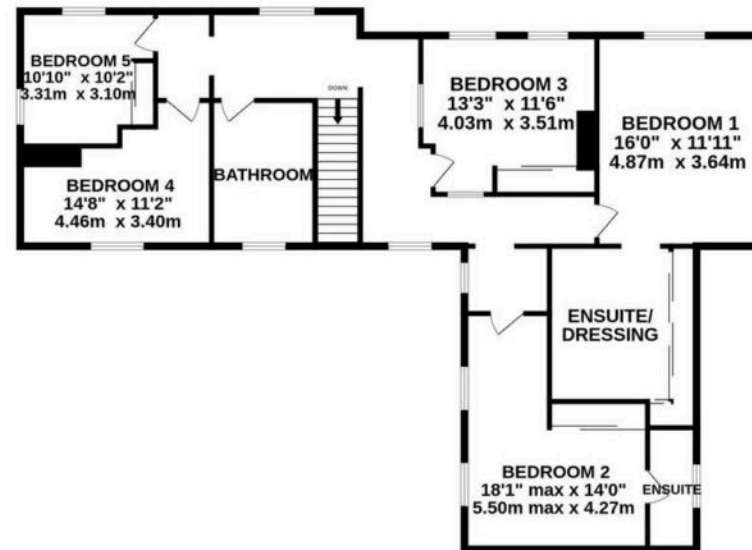 BEDROOM 5
10'10" x 10'2"
3.31m x 3.10m
DOWN
BEDROOM 3
13'3" x 11'6"
4.03m x 3.51m
BEDROOM 1
16'0" x 11'11"
4.87m x 3.64m
BATHROOM
BEDROOM 4
14'8" x 11'2"
4.46m x 3.40m
ENSUITE/
DRESSING
BEDROOM 2
18'1" max x 14'0"
5.50m max x 4.27m
ENSUITE